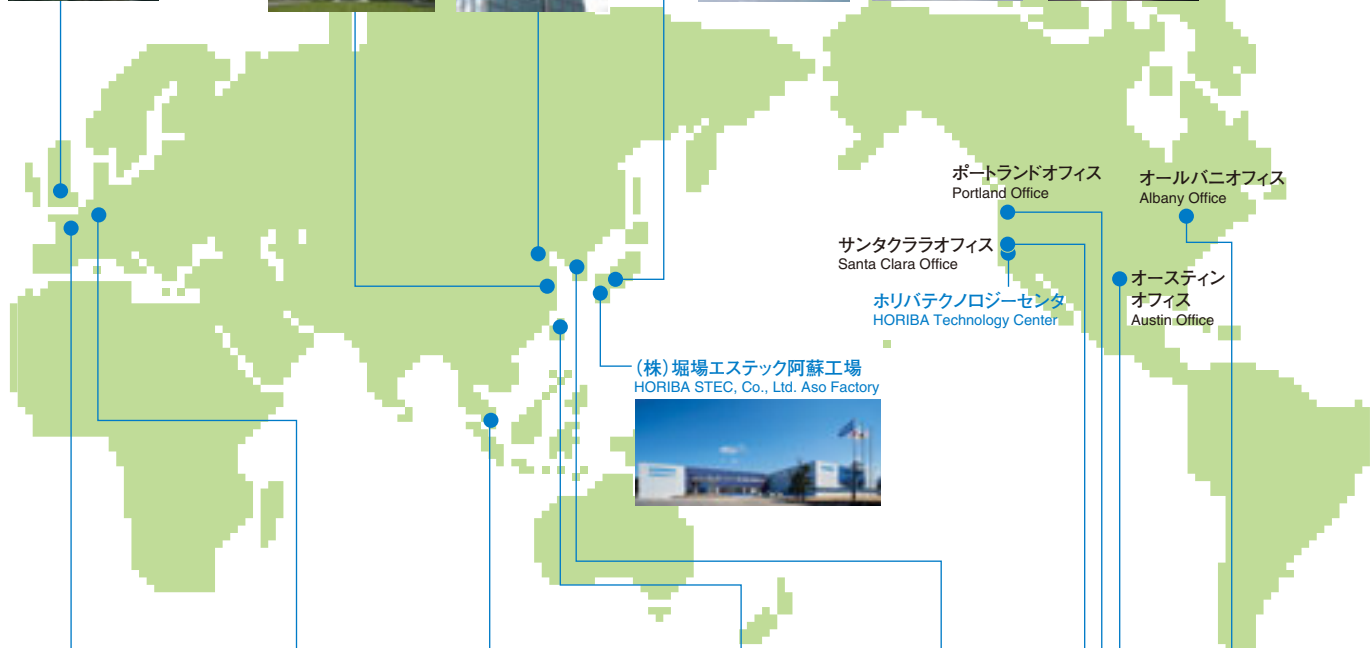 ポートランドオフィス
Portland Office
オールバニオフィス
Albany Office
サンタクララオフィス
Santa Clara Office
ホリバテクノロジーセンタ
HORIBA Technology Center
オースティン
オフィス
Austin Office
(株)堀場エステック阿蘇工場
HORIBA STEC, Co., Ltd. Aso Factory